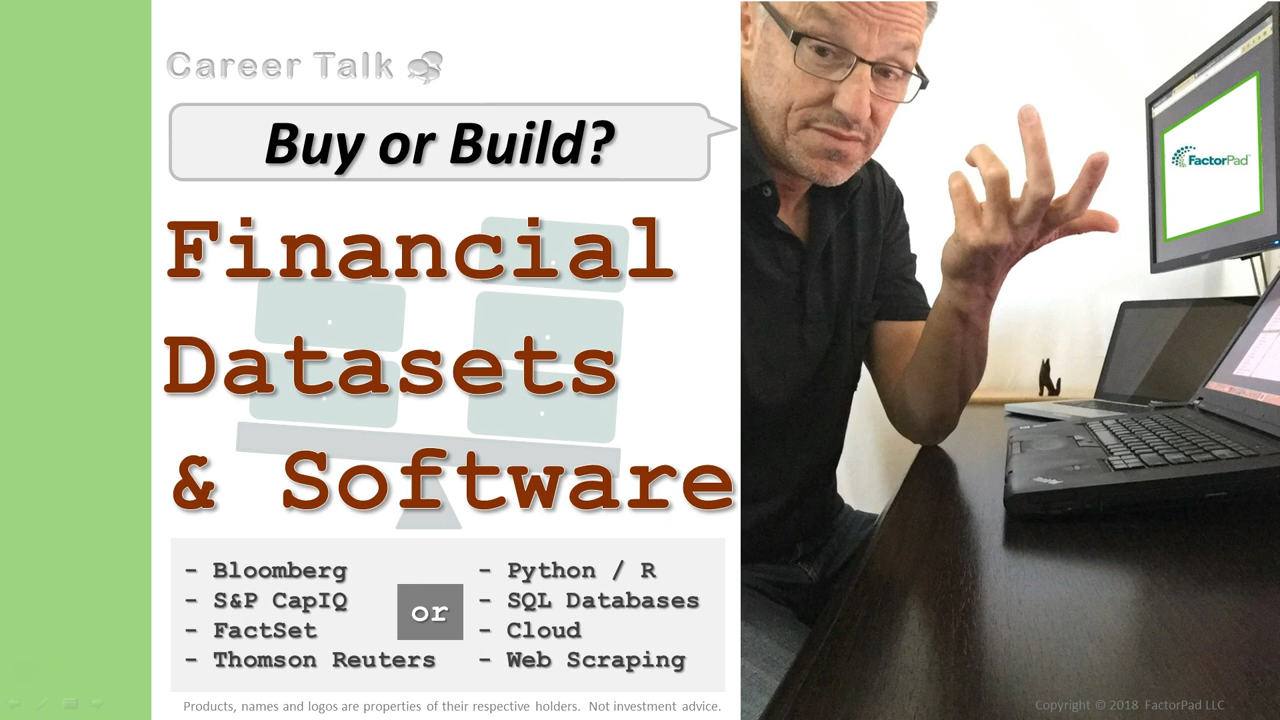 Career Talk
Buy or Build?
Financial
Datasets
& Software
- Bloomberg
- S&P CapIQ
- FactSet
- Thomson Reuters
or
- Python / R
- SQL Databases
- Cloud
- Web Scraping
Products, names and logos are properties of their respective holders. Not investment advice.
FactorPad
Copyright © 2018 FactorPad LLC